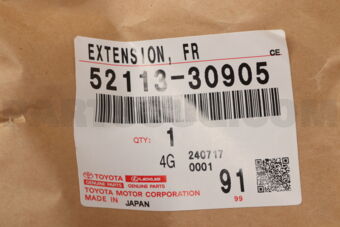 EXTENSION, FR
CE
52113-30905
QTY: 1
4G 240717
0001
TOYOTA LEXUS
GENUINE PARTS GENUINE PARTS
TOYOTA MOTOR CORPORATION
MADE IN JAPAN
91
99